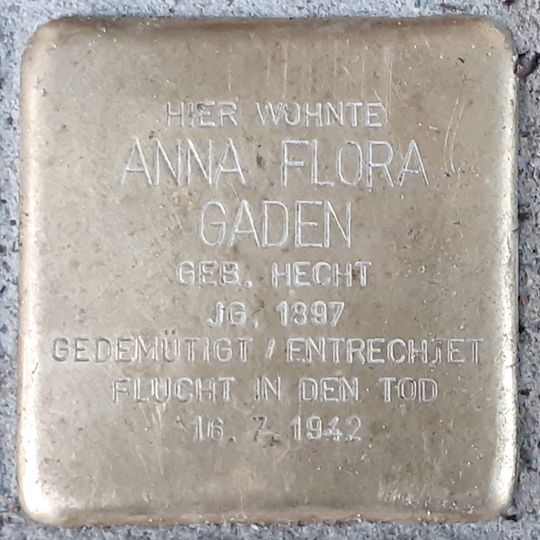 HIER WOHNTE
ANNA FLORA
GADEN
GEB. HECHT
JG. 1897
GEDEMÜTIGT / ENTRECHTET
FLUCHT IN DEN TOD
16. 7. 1942